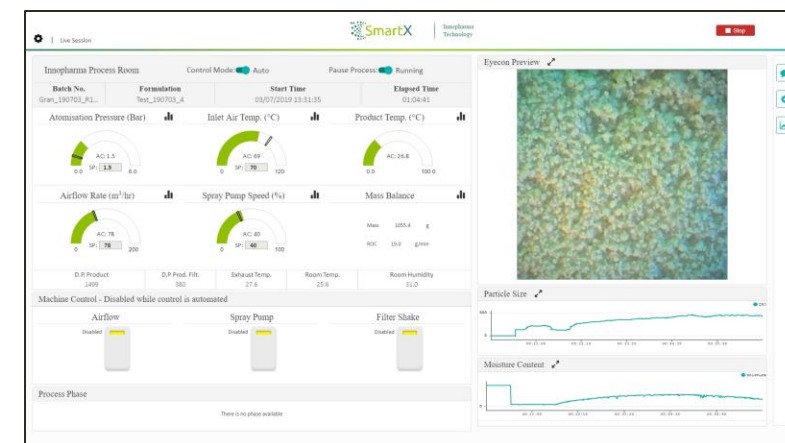 SmartX
Innopharma
Technology
Live Session
Stop
Innopharma Process Room
Control Mode: Auto
Pause Process: Running
Batch No. Formulation Start Time Elapsed Time
Gran_190703_R1... Test_190703_4 03/07/2019 13:31:35 01:04:41
Atomisation Pressure (Bar) Inlet Air Temp. (°C) Product Temp. (°C)
AC: 1.5 AC: 69 AC: 26.8
SP: 1.5 SP: 70
0.0 6.0 0 120 0.0 100.0
Airflow Rate (m³/hr) Spray Pump Speed (%) Mass Balance
AC: 78 AC: 40 Mass 1055.4 g
SP: 78 SP: 40 ROC 19.0 g/min
0 200 0 100
D.P. Product D.P Prod. Filt. Exhaust Temp. Room Temp. Room Humidity
1499 080 27.6 25.6 31.0
Machine Control - Disabled while control is automated
Airflow Spray Pump Filter Shake
Disabled Disabled Disabled
Process Phase
There is no phase available
Eyecon Preview
Particle Size
Moisture Content